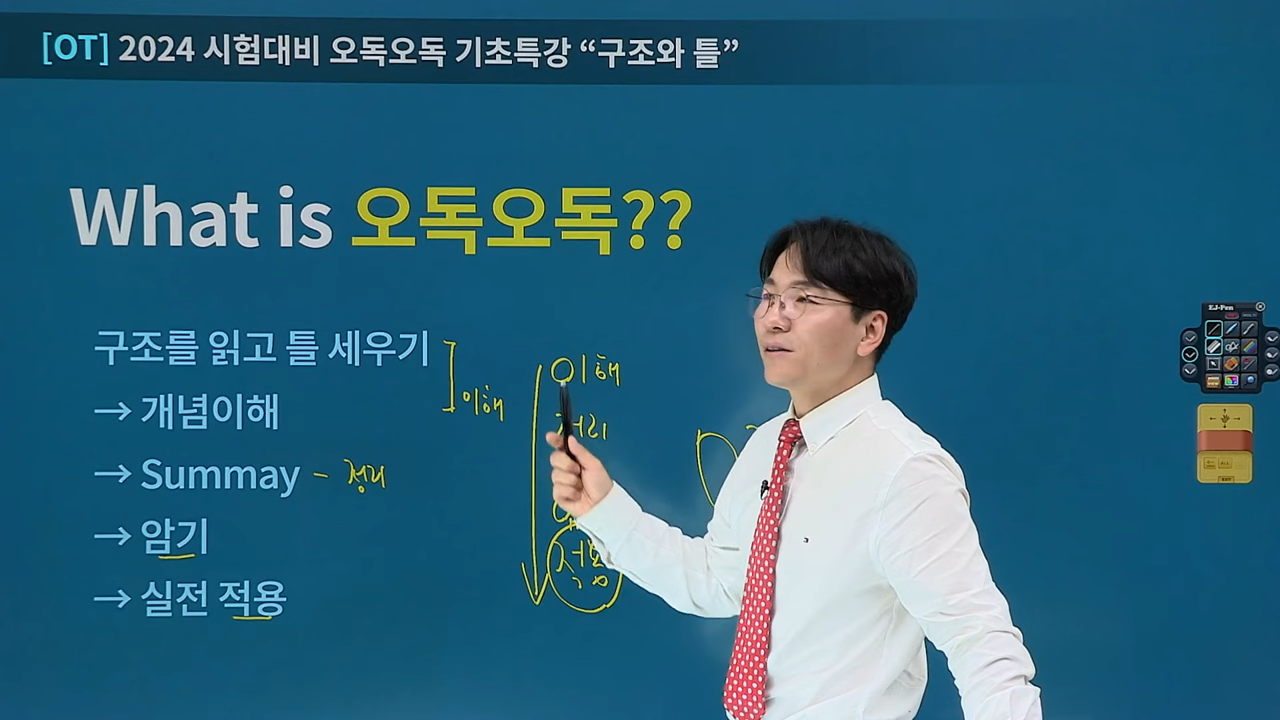 [OT] 2024 시험대비 오독오독 기초특강 “구조와 틀”
What is 오독오독??
구조를 읽고 틀 세우기
→ 개념이해
→ Summay - 정리
→ 암기
→ 실전 적용
이해
이해
적용
EJ-Pen